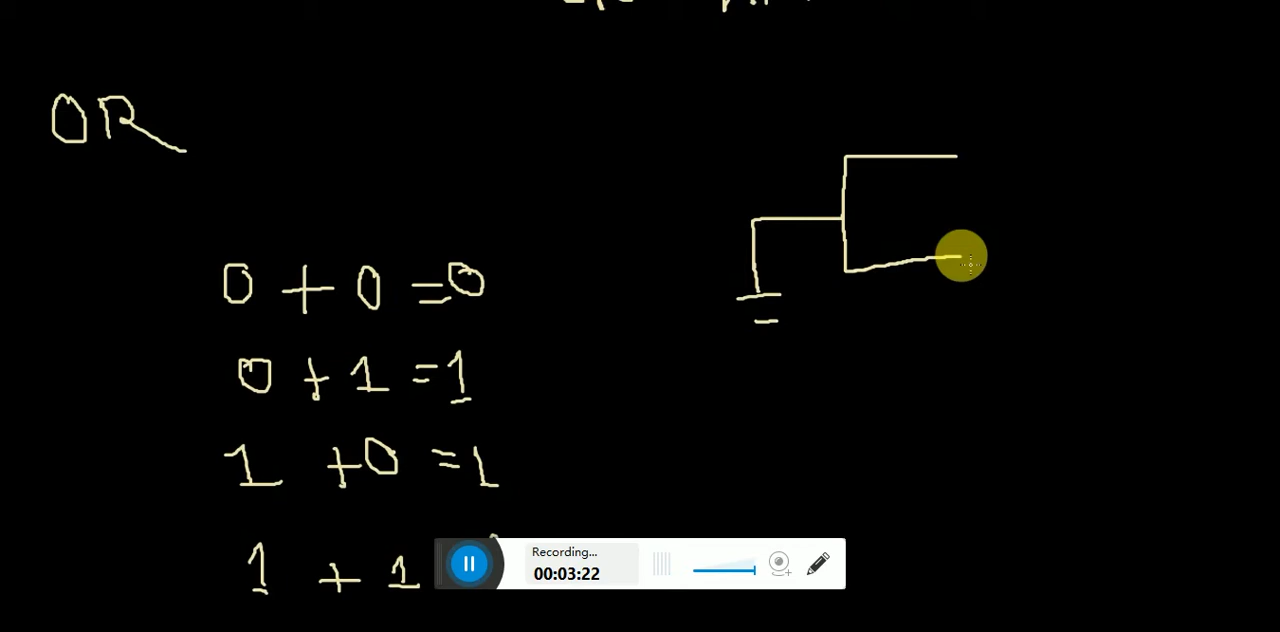 OR
0 + 0 = 0
0 + 1 = 1
1 + 0 = 1
1 + 1
Recording...
00:03:22